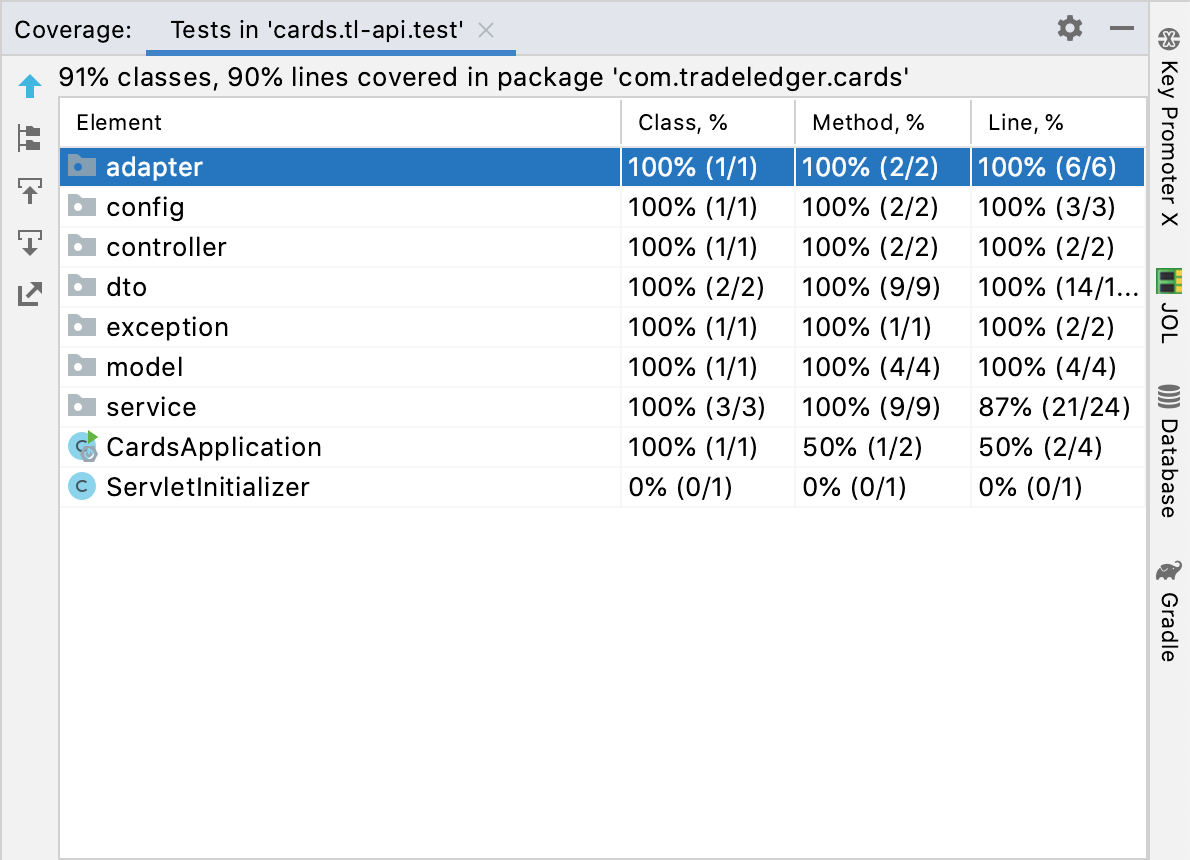 Coverage: Tests in 'cards.tl-api.test'
91% classes, 90% lines covered in package 'com.tradeledger.cards'
Element Class, % Method, % Line, %
adapter 100% (1/1) 100% (2/2) 100% (6/6)
config 100% (1/1) 100% (2/2) 100% (3/3)
controller 100% (1/1) 100% (2/2) 100% (2/2)
dto 100% (2/2) 100% (9/9) 100% (14/1...
exception 100% (1/1) 100% (1/1) 100% (2/2)
model 100% (1/1) 100% (4/4) 100% (4/4)
service 100% (3/3) 100% (9/9) 87% (21/24)
C CardsApplication 100% (1/1) 50% (1/2) 50% (2/4)
C ServletInitializer 0% (0/1) 0% (0/1) 0% (0/1)
Key Promoter X
JOL
Database
Gradle